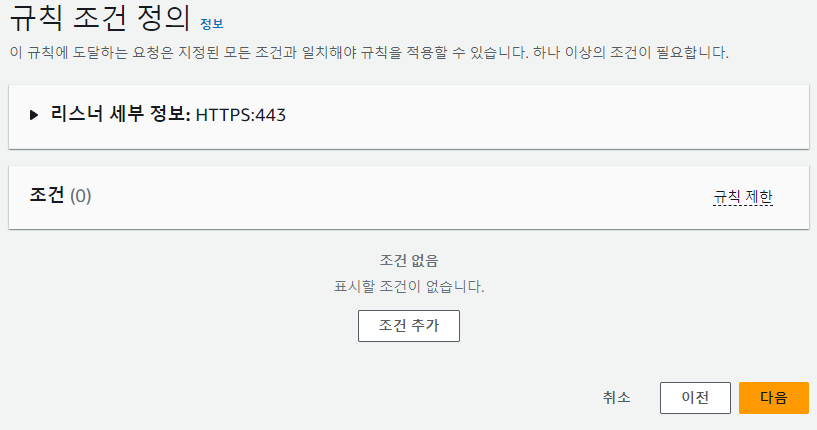 규칙 조건 정의 정보
이 규칙에 도달하는 요청은 지정된 모든 조건과 일치해야 규칙을 적용할 수 있습니다. 하나 이상의 조건이 필요합니다.
리스너 세부 정보: HTTPS:443
조건 (0) 규칙 제한
조건 없음
표시할 조건이 없습니다.
조건 추가
취소 이전 다음